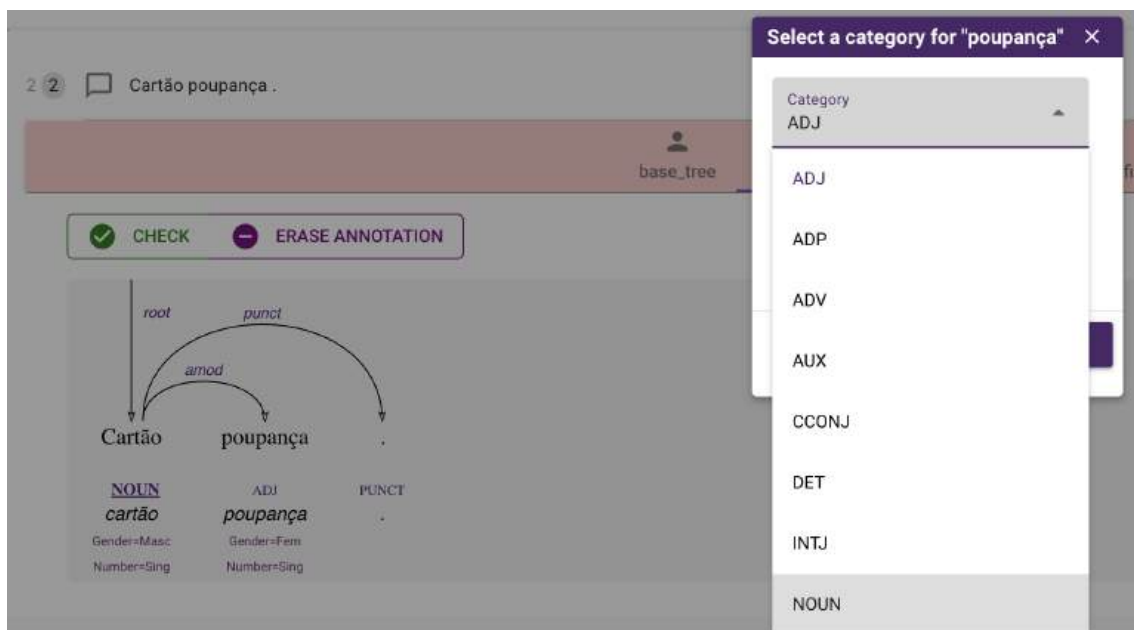 Select a category for "poupança" ×
2 2 Cartão poupança .
Category
ADJ
base_tree
ADJ
ADP
ADV
AUX
CCONJ
DET
INTJ
NOUN
CHECK ERASE ANNOTATION
root punct
amod
Cartão poupança .
NOUN ADJ PUNCT
cartão poupança .
Gender=Masc Gender=Fem
Number=Sing Number=Sing